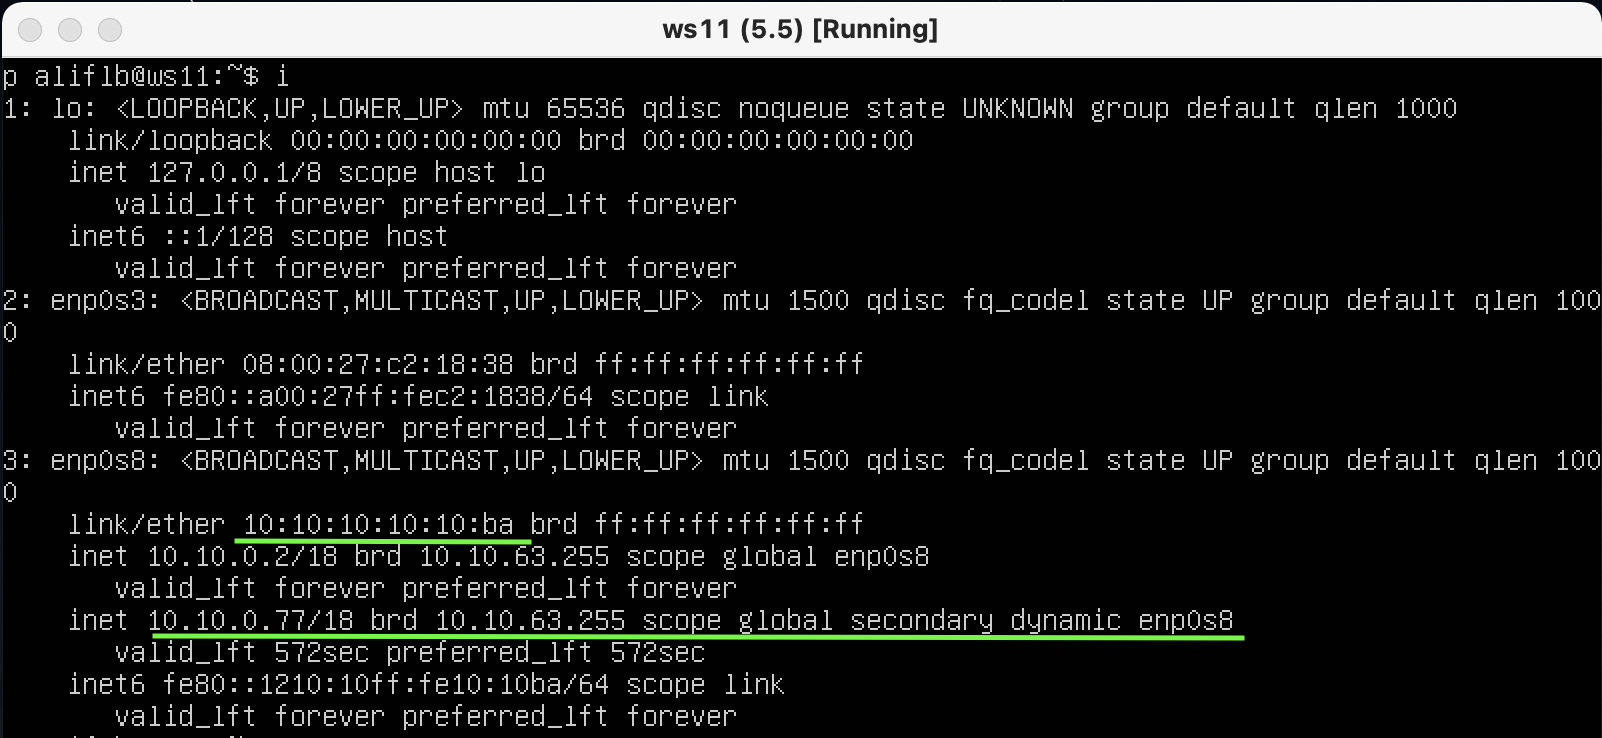 ws11 (5.5) [Running]
p aliflb@ws11:~$ i
1: lo: <LOOPBACK,UP,LOWER_UP> mtu 65536 qdisc noqueue state UNKNOWN group default qlen 1000
link/loopback 00:00:00:00:00:00 brd 00:00:00:00:00:00
inet 127.0.0.1/8 scope host lo
valid_lft forever preferred_lft forever
inet6 ::1/128 scope host
valid_lft forever preferred_lft forever
2: enp0s3: <BROADCAST,MULTICAST,UP,LOWER_UP> mtu 1500 qdisc fq_codel state UP group default qlen 100
0
link/ether 08:00:27:c2:18:38 brd ff:ff:ff:ff:ff:ff
inet6 fe80::a00:27ff:fec2:1838/64 scope link
valid_lft forever preferred_lft forever
3: enp0s8: <BROADCAST,MULTICAST,UP,LOWER_UP> mtu 1500 qdisc fq_codel state UP group default qlen 100
0
link/ether 10:10:10:10:10:ba brd ff:ff:ff:ff:ff:ff
inet 10.10.0.2/18 brd 10.10.63.255 scope global enp0s8
valid_lft forever preferred_lft forever
inet 10.10.0.77/18 brd 10.10.63.255 scope global secondary dynamic enp0s8
valid_lft 572sec preferred_lft 572sec
inet6 fe80::1210:10ff:fe10:10ba/64 scope link
valid_lft forever preferred_lft forever